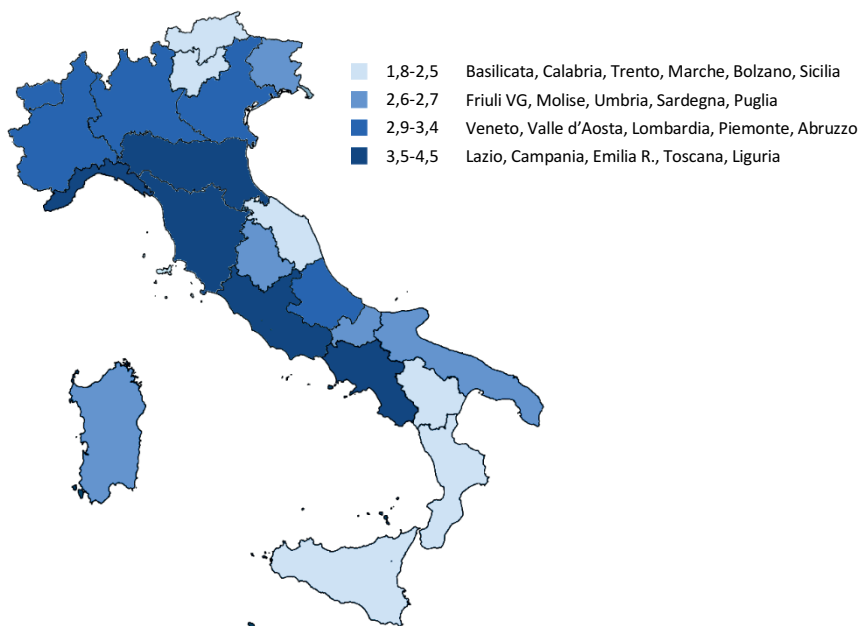 1,8-2,5 Basilicata, Calabria, Trento, Marche, Bolzano, Sicilia
2,6-2,7 Friuli VG, Molise, Umbria, Sardegna, Puglia
2,9-3,4 Veneto, Valle d’Aosta, Lombardia, Piemonte, Abruzzo
3,5-4,5 Lazio, Campania, Emilia R., Toscana, Liguria